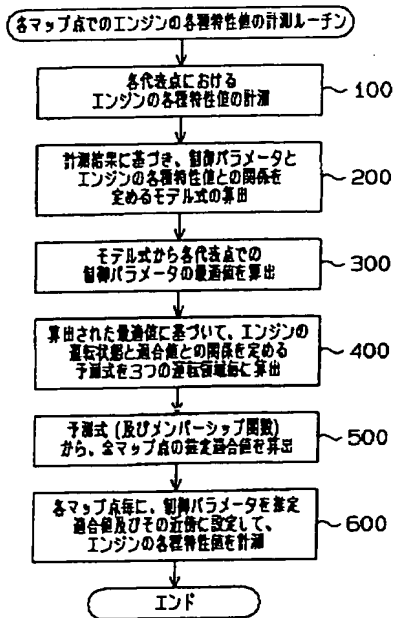 各マップ点でのエンジンの各種特性値の計測ルーチン
各代表点における
エンジンの各種特性値の計測
100
計測結果に基づき、制御パラメータと
エンジンの各種特性値との関係を
定めるモデル式の算出
200
モデル式から各代表点での
制御パラメータの最適値を算出
300
算出された最適値に基づいて、エンジンの
運転状態と適合値との関係を定める
予測式を3つの運転領域毎に算出
400
予測式(及びメンバーシップ関数)
から、全マップ点の推定適合値を算出
500
各マップ点毎に、制御パラメータを推定
適合値及びその近傍に設定して、
エンジンの各種特性値を計測
600
エンド